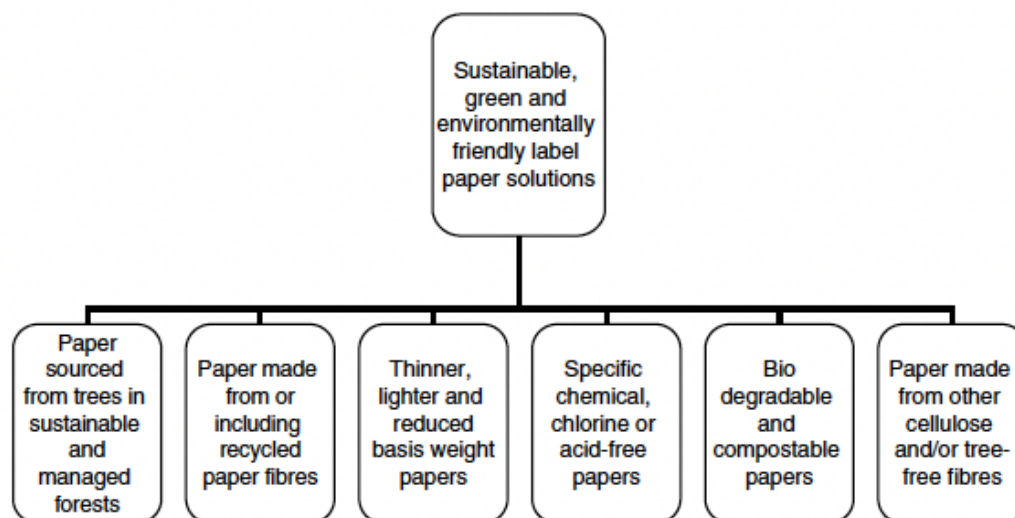 Sustainable,
green and
environmentally
friendly label
paper solutions
Paper
sourced
from trees in
sustainable
and
managed
forests
Paper made
from or
including
recycled
paper fibres
Thinner,
lighter and
reduced
basis weight
papers
Specific
chemical,
chlorine or
acid-free
papers
Bio
degradable
and
compostable
papers
Paper made
from other
cellulose
and/or tree-
free fibres